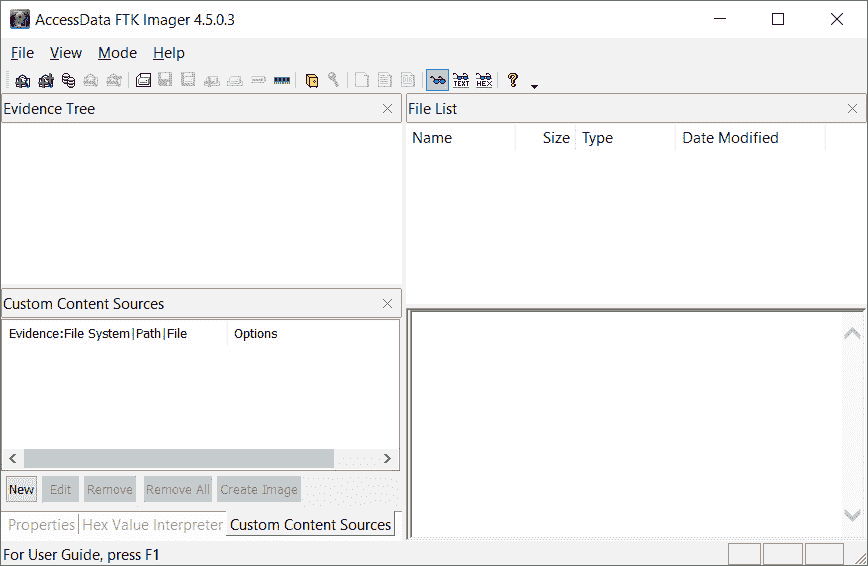 AccessData FTK Imager 4.5.0.3
File View Mode Help
TEXT HEX ?
Evidence Tree
File List
Name Size Type Date Modified
Custom Content Sources
Evidence:File System|Path|File Options
New Edit Remove Remove All Create Image
Properties Hex Value Interpreter Custom Content Sources
For User Guide, press F1